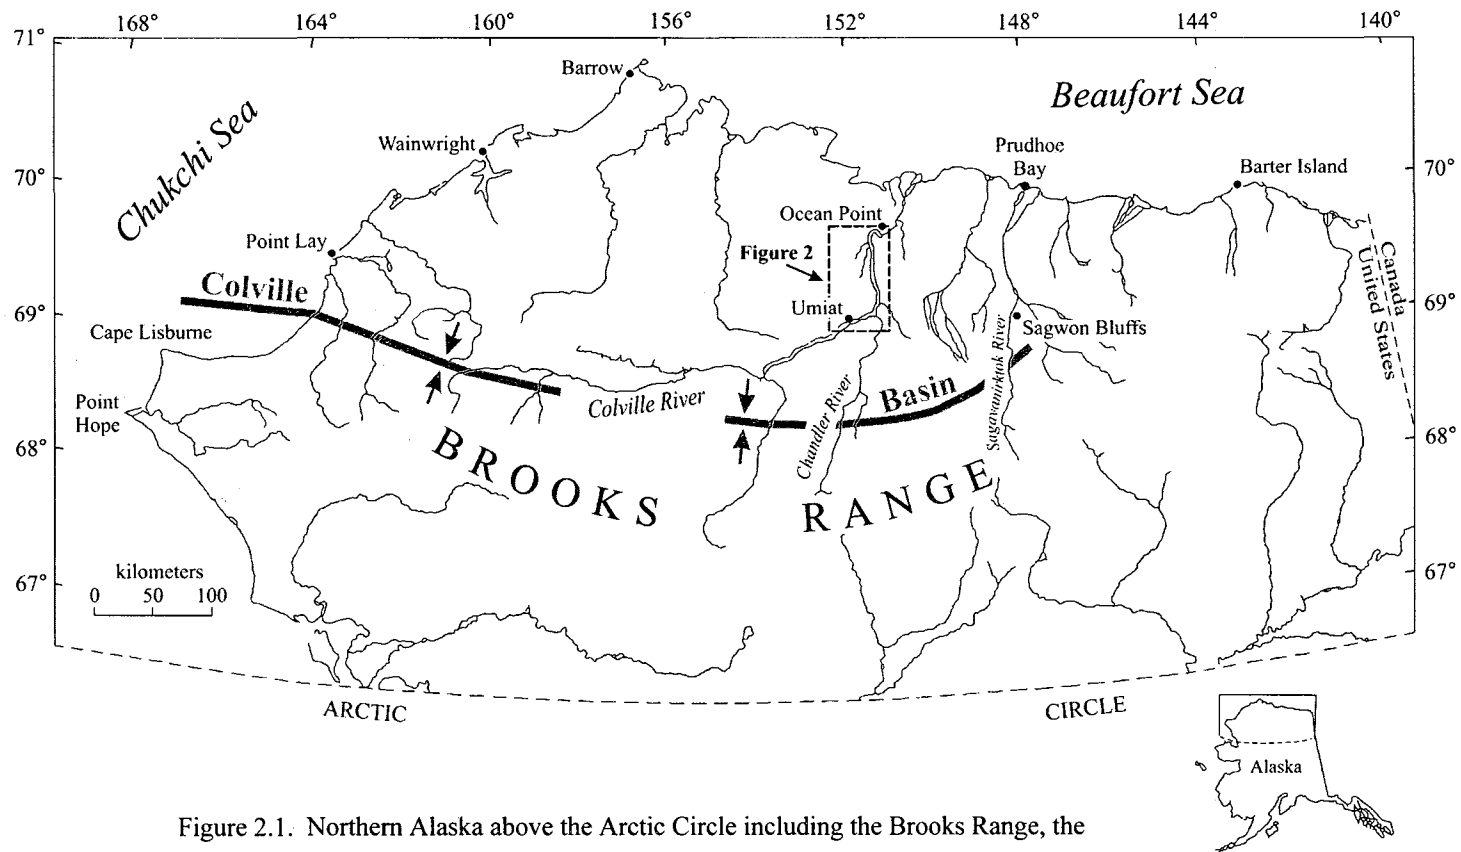 168° 164° 160° 156° 152° 148° 144° 140°
71°
Barrow
Beaufort Sea
Chukchi Sea
Wainwright
Prudhoe
Bay
Barter Island
70° 70°
Ocean Point
Point Lay
Figure 2
Canada
United States
Colville
Umiat
69° 69°
Cape Lisburne
Sagwon Bluffs
Sagavanirktok River
Basin
Point
Hope
Colville River
Chandler River
68° 68°
BROOKS
RANGE
kilometers
0 50 100
67° 67°
ARCTIC
CIRCLE
Alaska
Figure 2.1. Northern Alaska above the Arctic Circle including the Brooks Range, the